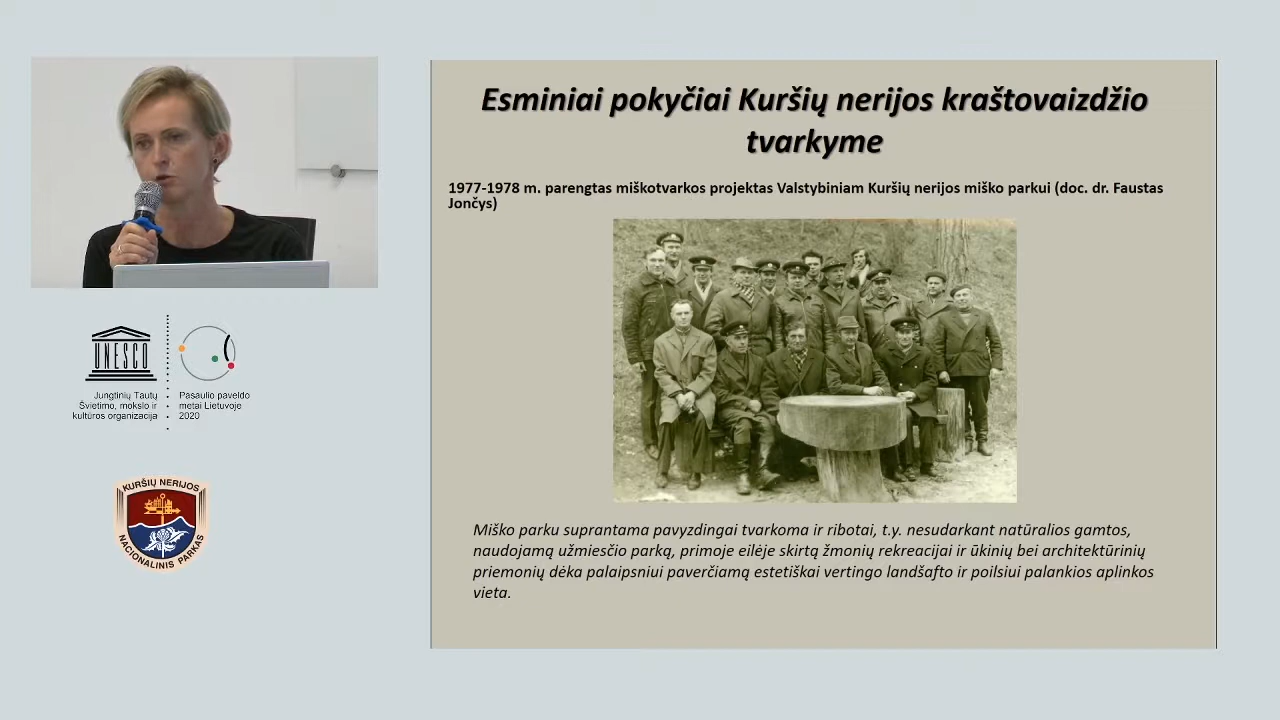 Esminiai pokyčiai Kuršių nerijos kraštovaizdžio
tvarkyme
1977-1978 m. parengtas miškotvarkos projektas Valstybiniam Kuršių nerijos miško parkui (doc. dr. Faustas
Jončys)
Miško parku suprantama pavyzdingai tvarkoma ir ribotai, t.y. nesudarkant natūralios gamtos,
naudojamą užmiesčio parką, primoje eilėje skirtą žmonių rekreacijai ir ūkinių bei architektūrinių
priemonių dėka palaipsniui paverčiamą estetiškai vertingo landšafto ir poilsiui palankios aplinkos
vieta.
UNESCO
Jungtinių Tautų
Švietimo, mokslo ir
kultūros organizacija
Pasaulio paveldo
metai Lietuvoje
2020
KURŠIŲ NERIJOS
NACIONALINIS PARKAS